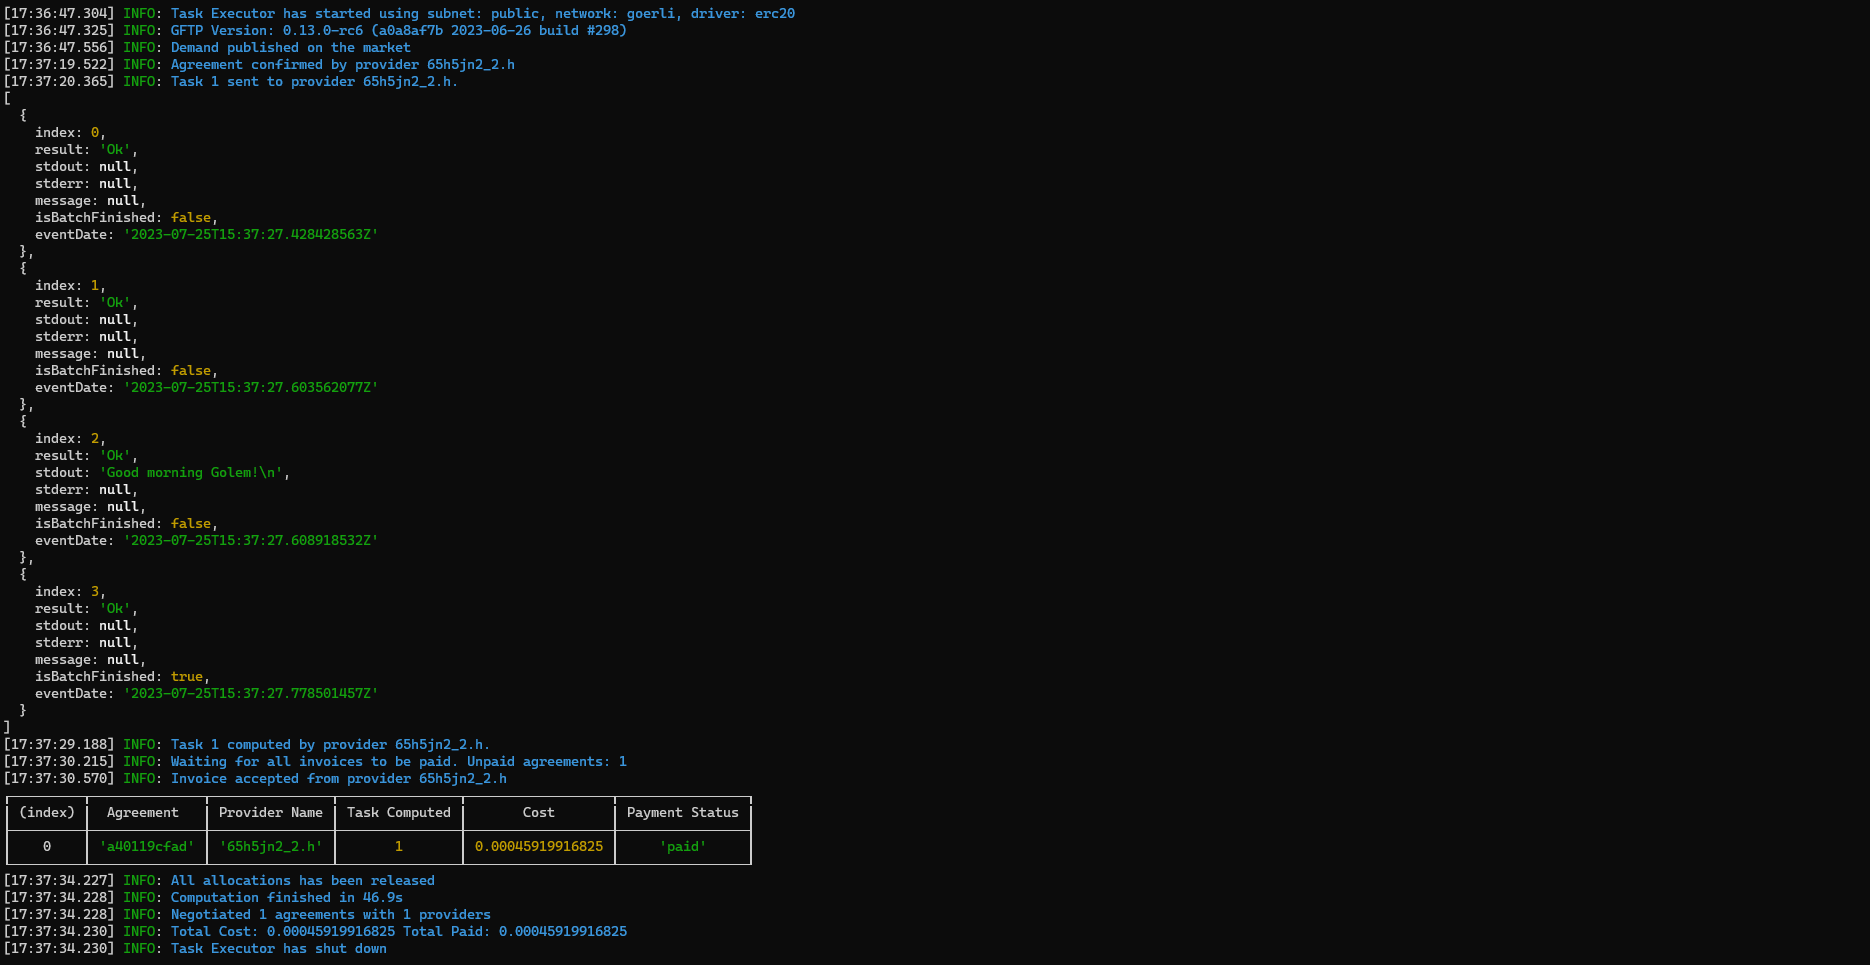 [17:36:47.304] INFO: Task Executor has started using subnet: public, network: goerli, driver: erc20
[17:36:47.325] INFO: GFTP Version: 0.13.0-rc6 (a0a8af7b 2023-06-26 build #298)
[17:36:47.556] INFO: Demand published on the market
[17:37:19.522] INFO: Agreement confirmed by provider 65h5jn2_2.h
[17:37:20.365] INFO: Task 1 sent to provider 65h5jn2_2.h.
[
  {
    index: 0,
    result: 'Ok',
    stdout: null,
    stderr: null,
    message: null,
    isBatchFinished: false,
    eventDate: '2023-07-25T15:37:27.428428563Z'
  },
  {
    index: 1,
    result: 'Ok',
    stdout: null,
    stderr: null,
    message: null,
    isBatchFinished: false,
    eventDate: '2023-07-25T15:37:27.603562077Z'
  },
  {
    index: 2,
    result: 'Ok',
    stdout: 'Good morning Golem!\n',
    stderr: null,
    message: null,
    isBatchFinished: false,
    eventDate: '2023-07-25T15:37:27.608918532Z'
  },
  {
    index: 3,
    result: 'Ok',
    stdout: null,
    stderr: null,
    message: null,
    isBatchFinished: true,
    eventDate: '2023-07-25T15:37:27.778501457Z'
  }
]
[17:37:29.188] INFO: Task 1 computed by provider 65h5jn2_2.h.
[17:37:30.215] INFO: Waiting for all invoices to be paid. Unpaid agreements: 1
[17:37:30.570] INFO: Invoice accepted from provider 65h5jn2_2.h
(index) Agreement Provider Name Task Computed Cost Payment Status
0 'a40119cfad' '65h5jn2_2.h' 1 0.00045919916825 'paid'
[17:37:34.227] INFO: All allocations has been released
[17:37:34.228] INFO: Computation finished in 46.9s
[17:37:34.228] INFO: Negotiated 1 agreements with 1 providers
[17:37:34.230] INFO: Total Cost: 0.00045919916825 Total Paid: 0.00045919916825
[17:37:34.230] INFO: Task Executor has shut down